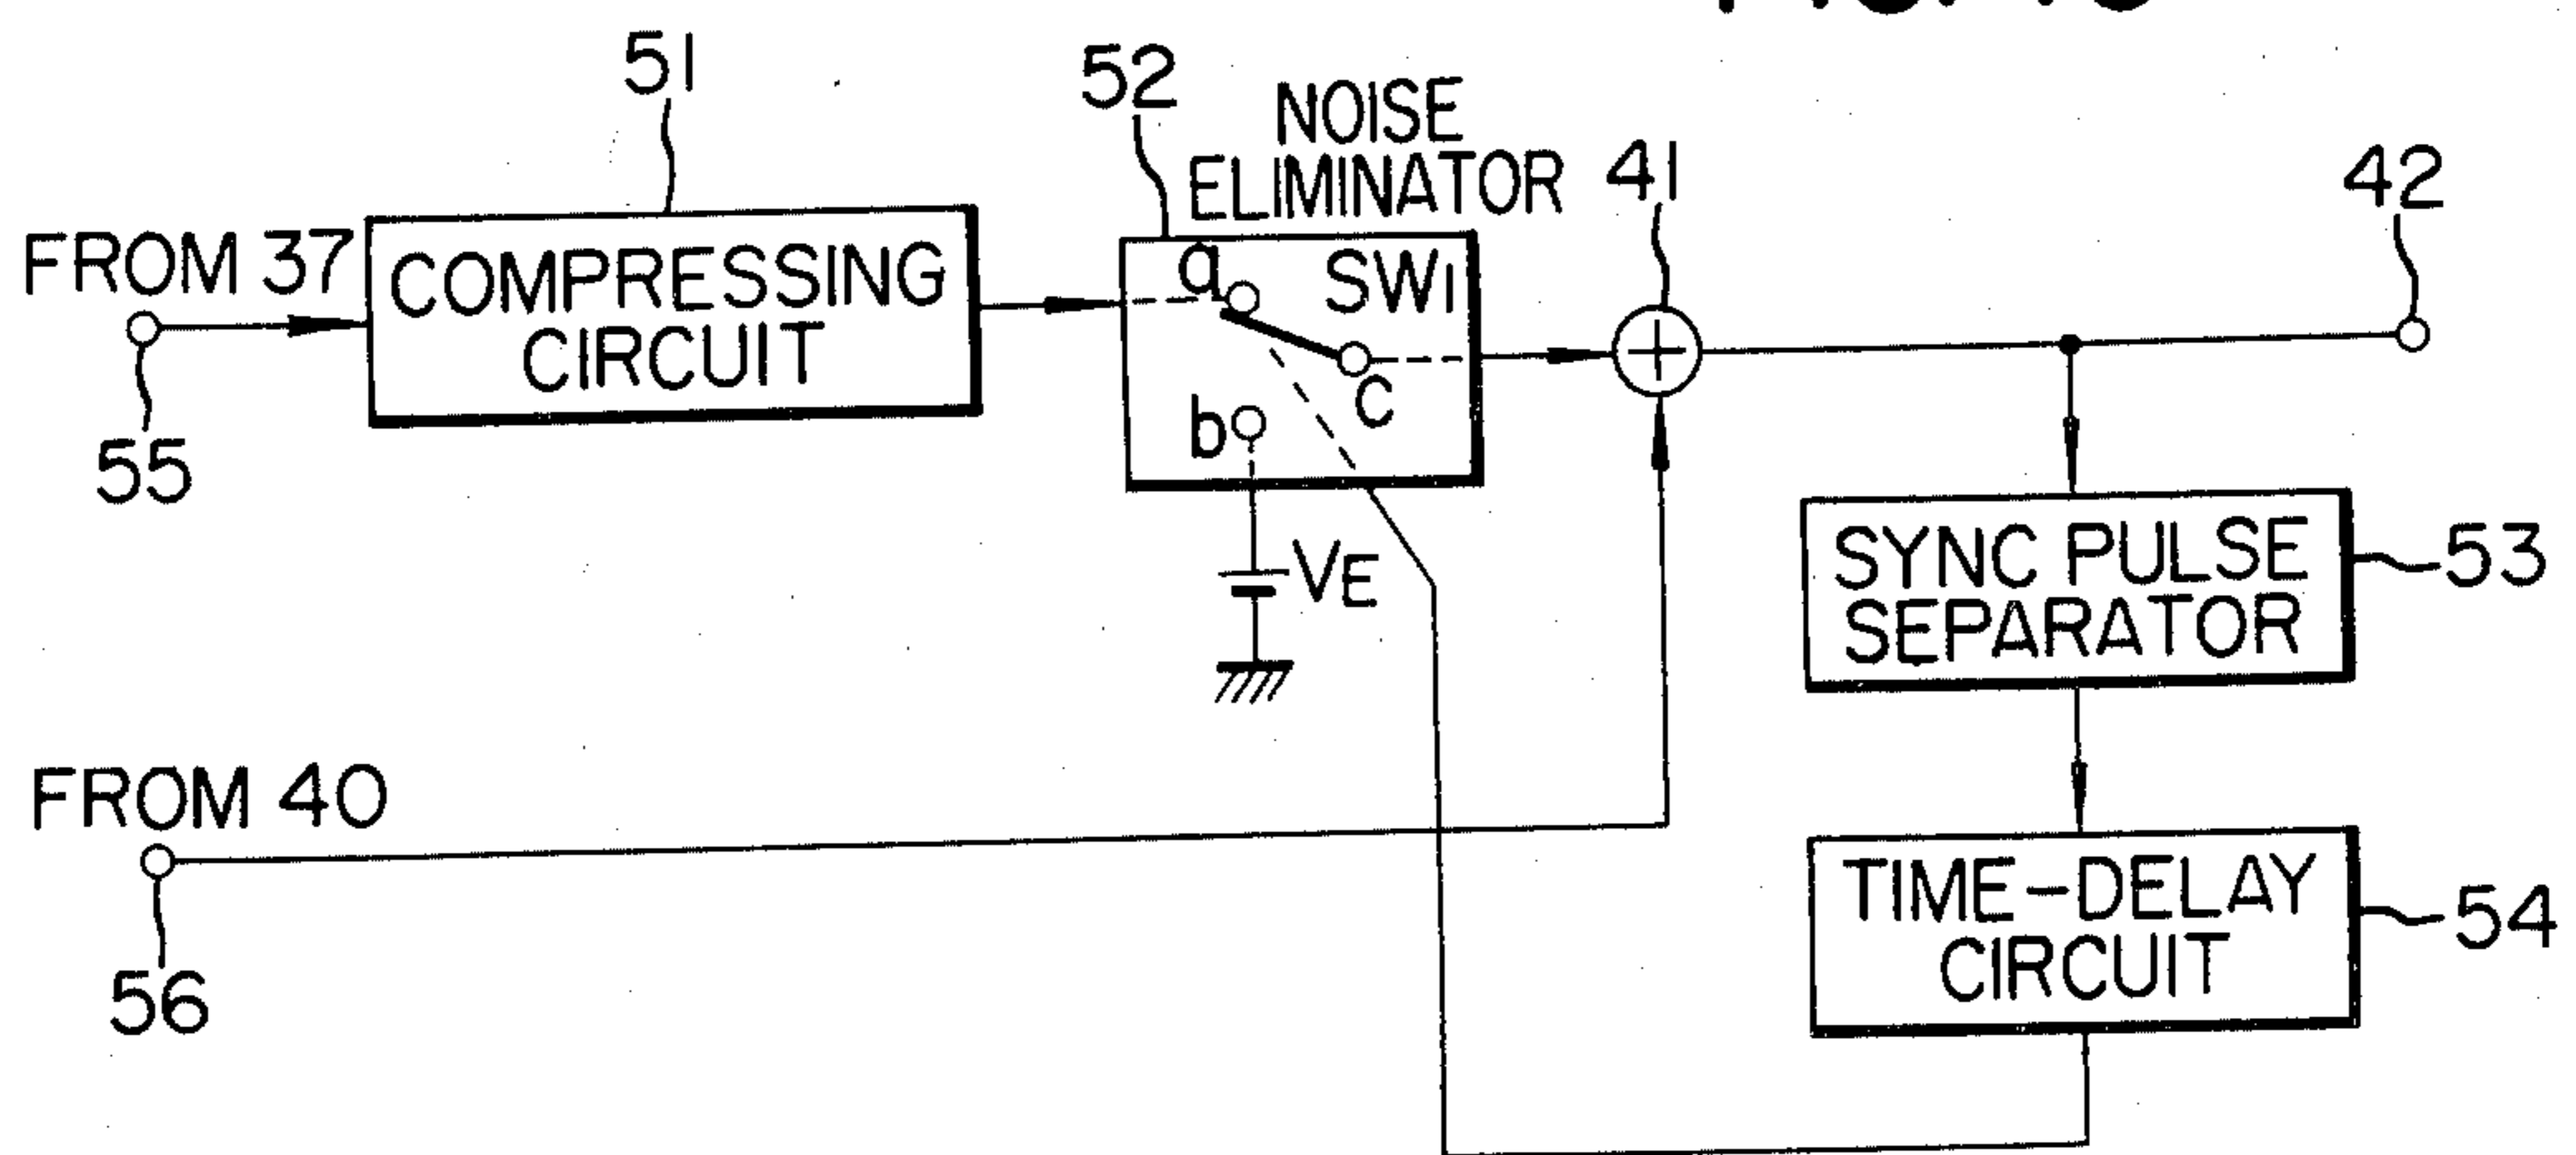 51
52
NOISE
ELIMINATOR
41
42
FROM 37
COMPRESSING
CIRCUIT
a
SW1
b
c
55
VE
SYNC PULSE
SEPARATOR
53
FROM 40
56
TIME-DELAY
CIRCUIT
54